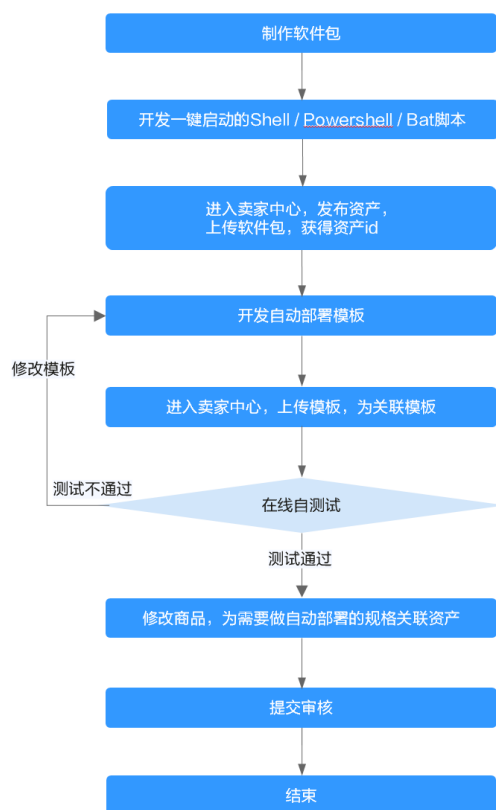 制作软件包
开发一键启动的Shell / Powershell / Bat脚本
进入卖家中心，发布资产，
上传软件包，获得资产id
开发自动部署模板
修改模板
进入卖家中心，上传模板，为关联模板
测试不通过
在线自测试
测试通过
修改商品，为需要做自动部署的规格关联资产
提交审核
结束